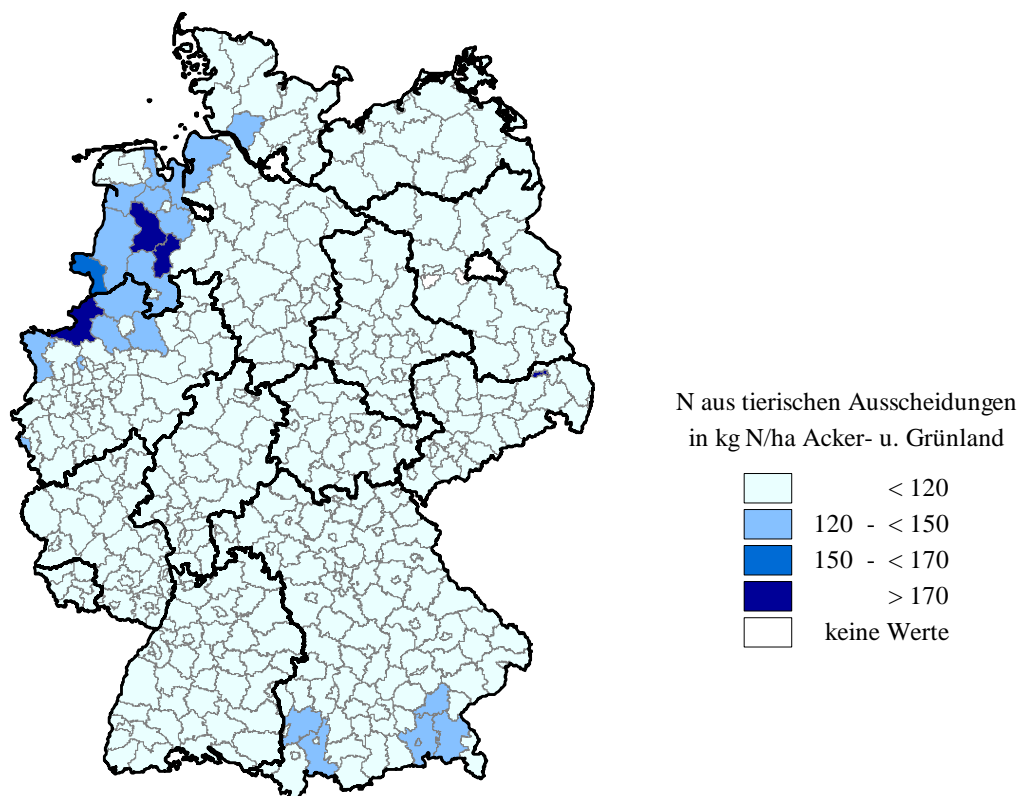 N aus tierischen Ausscheidungen
in kg N/ha Acker- u. Grünland
< 120
120 - < 150
150 - < 170
> 170
keine Werte